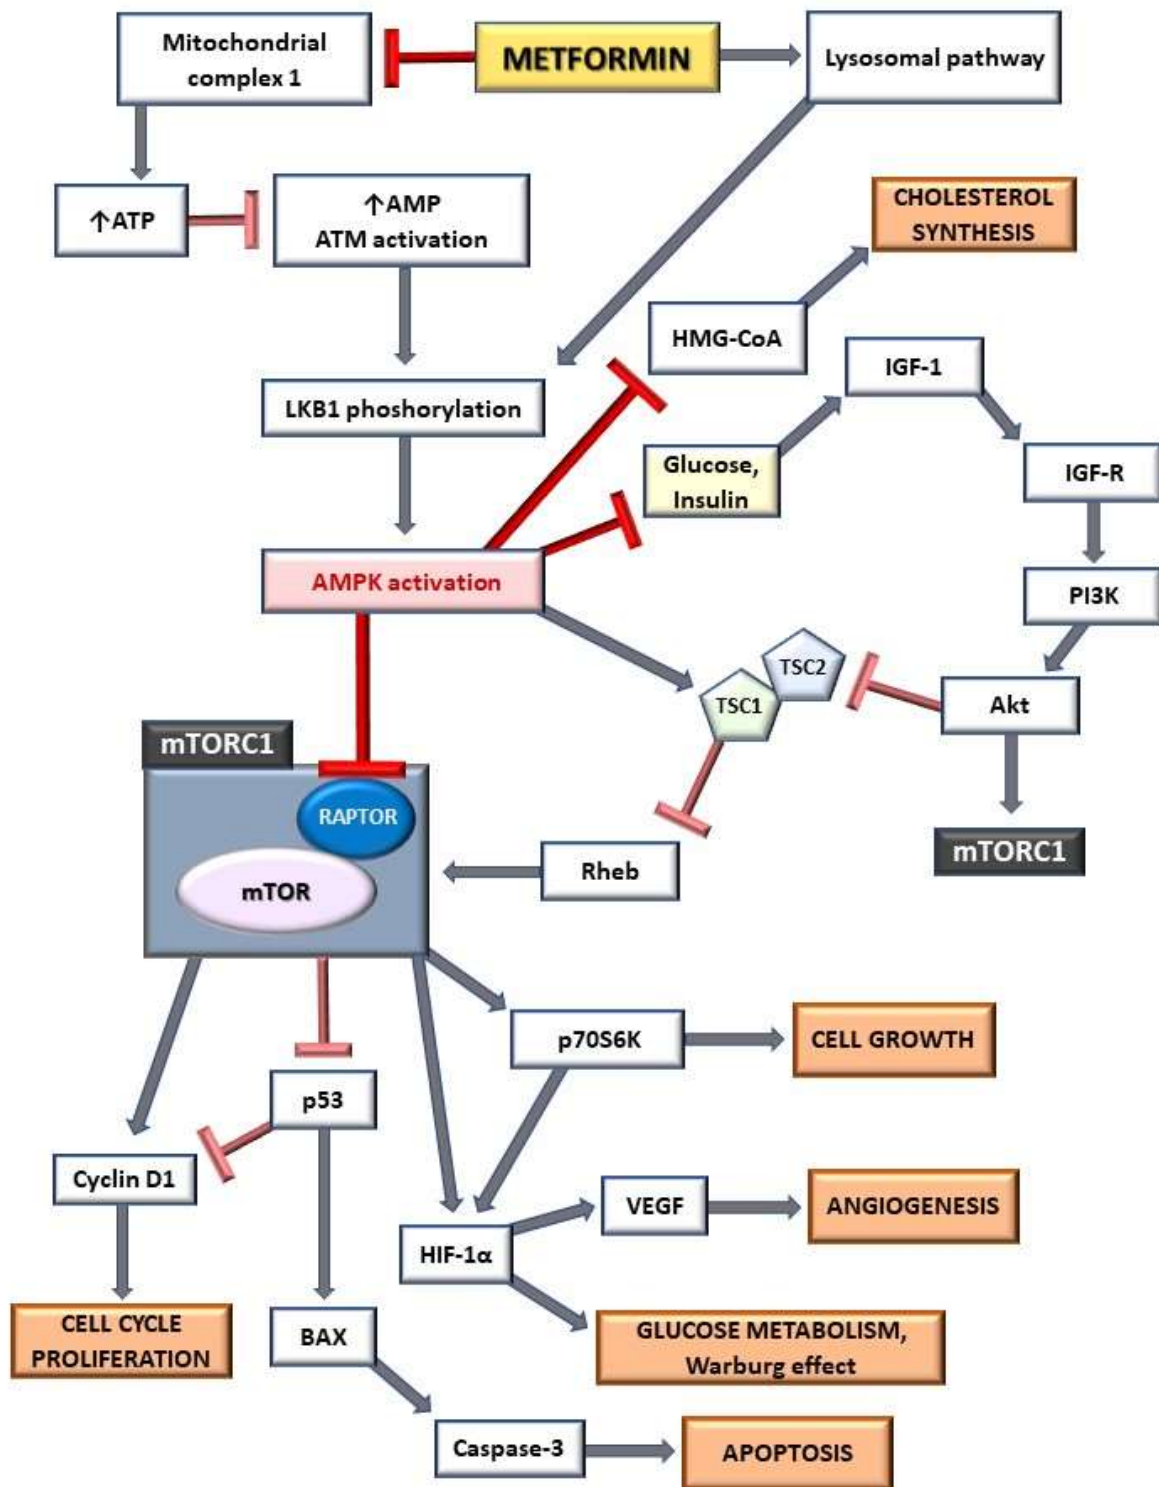 Mitochondrial
complex 1
METFORMIN
Lysosomal pathway
↑ATP
↑AMP
ATM activation
CHOLESTEROL
SYNTHESIS
HMG-CoA
IGF-1
LKB1 phoshorylation
Glucose,
Insulin
IGF-R
AMPK activation
PI3K
TSC2
TSC1
Akt
mTORC1
RAPTOR
mTORC1
Rheb
mTOR
p70S6K
CELL GROWTH
p53
Cyclin D1
VEGF
ANGIOGENESIS
HIF-1α
CELL CYCLE
PROLIFERATION
BAX
GLUCOSE METABOLISM,
Warburg effect
Caspase-3
APOPTOSIS